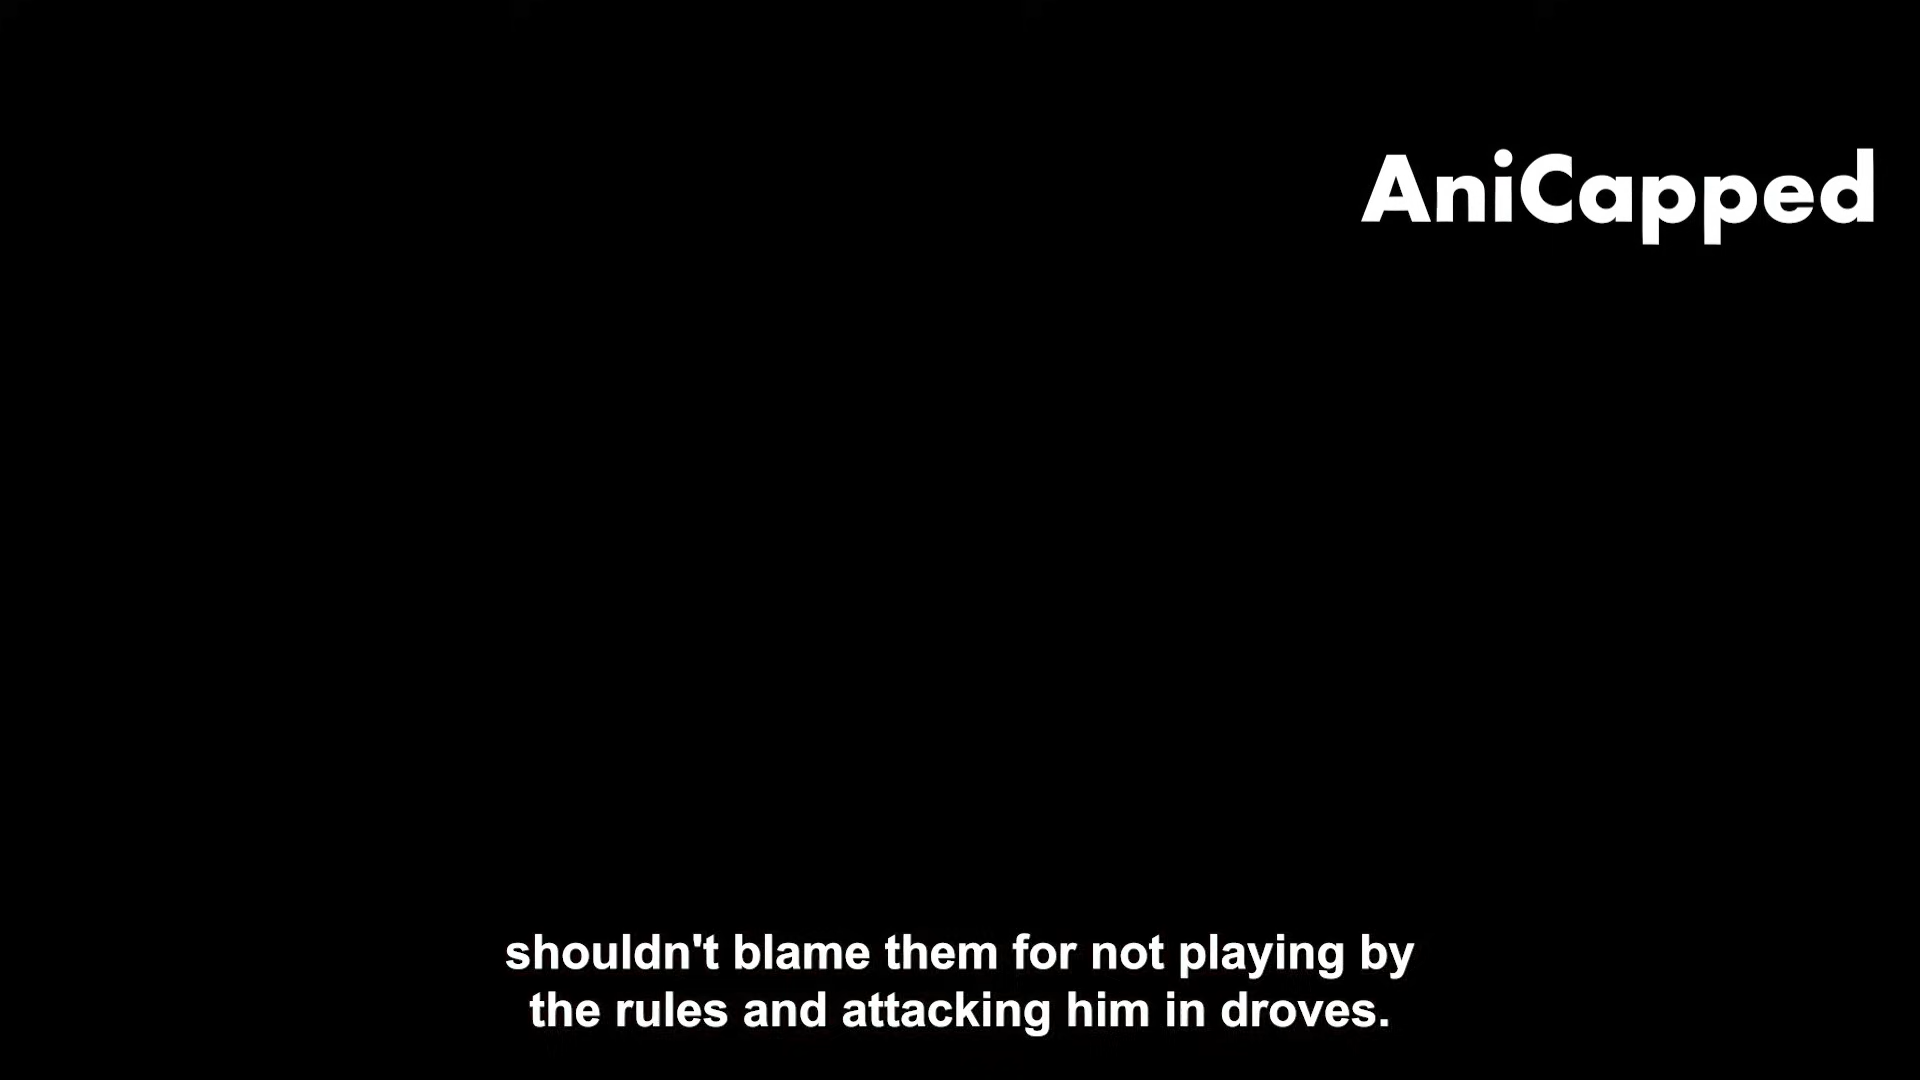 AniCapped
shouldn't blame them for not playing by
the rules and attacking him in droves.